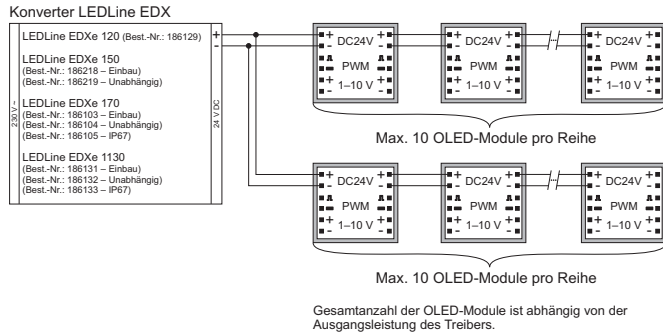 Konverter LEDLine EDX
230 V ~
LEDLine EDXe 120 (Best.-Nr.: 186129)
LEDLine EDXe 150
(Best.-Nr.: 186218 – Einbau)
(Best.-Nr.: 186219 – Unabhängig)
LEDLine EDXe 170
(Best.-Nr.: 186103 – Einbau)
(Best.-Nr.: 186104 – Unabhängig)
(Best.-Nr.: 186105 – IP67)
LEDLine EDXe 1130
(Best.-Nr.: 186131 – Einbau)
(Best.-Nr.: 186132 – Unabhängig)
(Best.-Nr.: 186133 – IP67)
+
-
24 V DC
+ DC24V + + DC24V + + DC24V +
- - - - - -
PWM PWM PWM
+ 1–10 V + + 1–10 V + + 1–10 V +
- - - - - -
Max. 10 OLED-Module pro Reihe
+ DC24V + + DC24V + + DC24V +
- - - - - -
PWM PWM PWM
+ 1–10 V + + 1–10 V + + 1–10 V +
- - - - - -
Max. 10 OLED-Module pro Reihe
Gesamtanzahl der OLED-Module ist abhängig von der
Ausgangsleistung des Treibers.